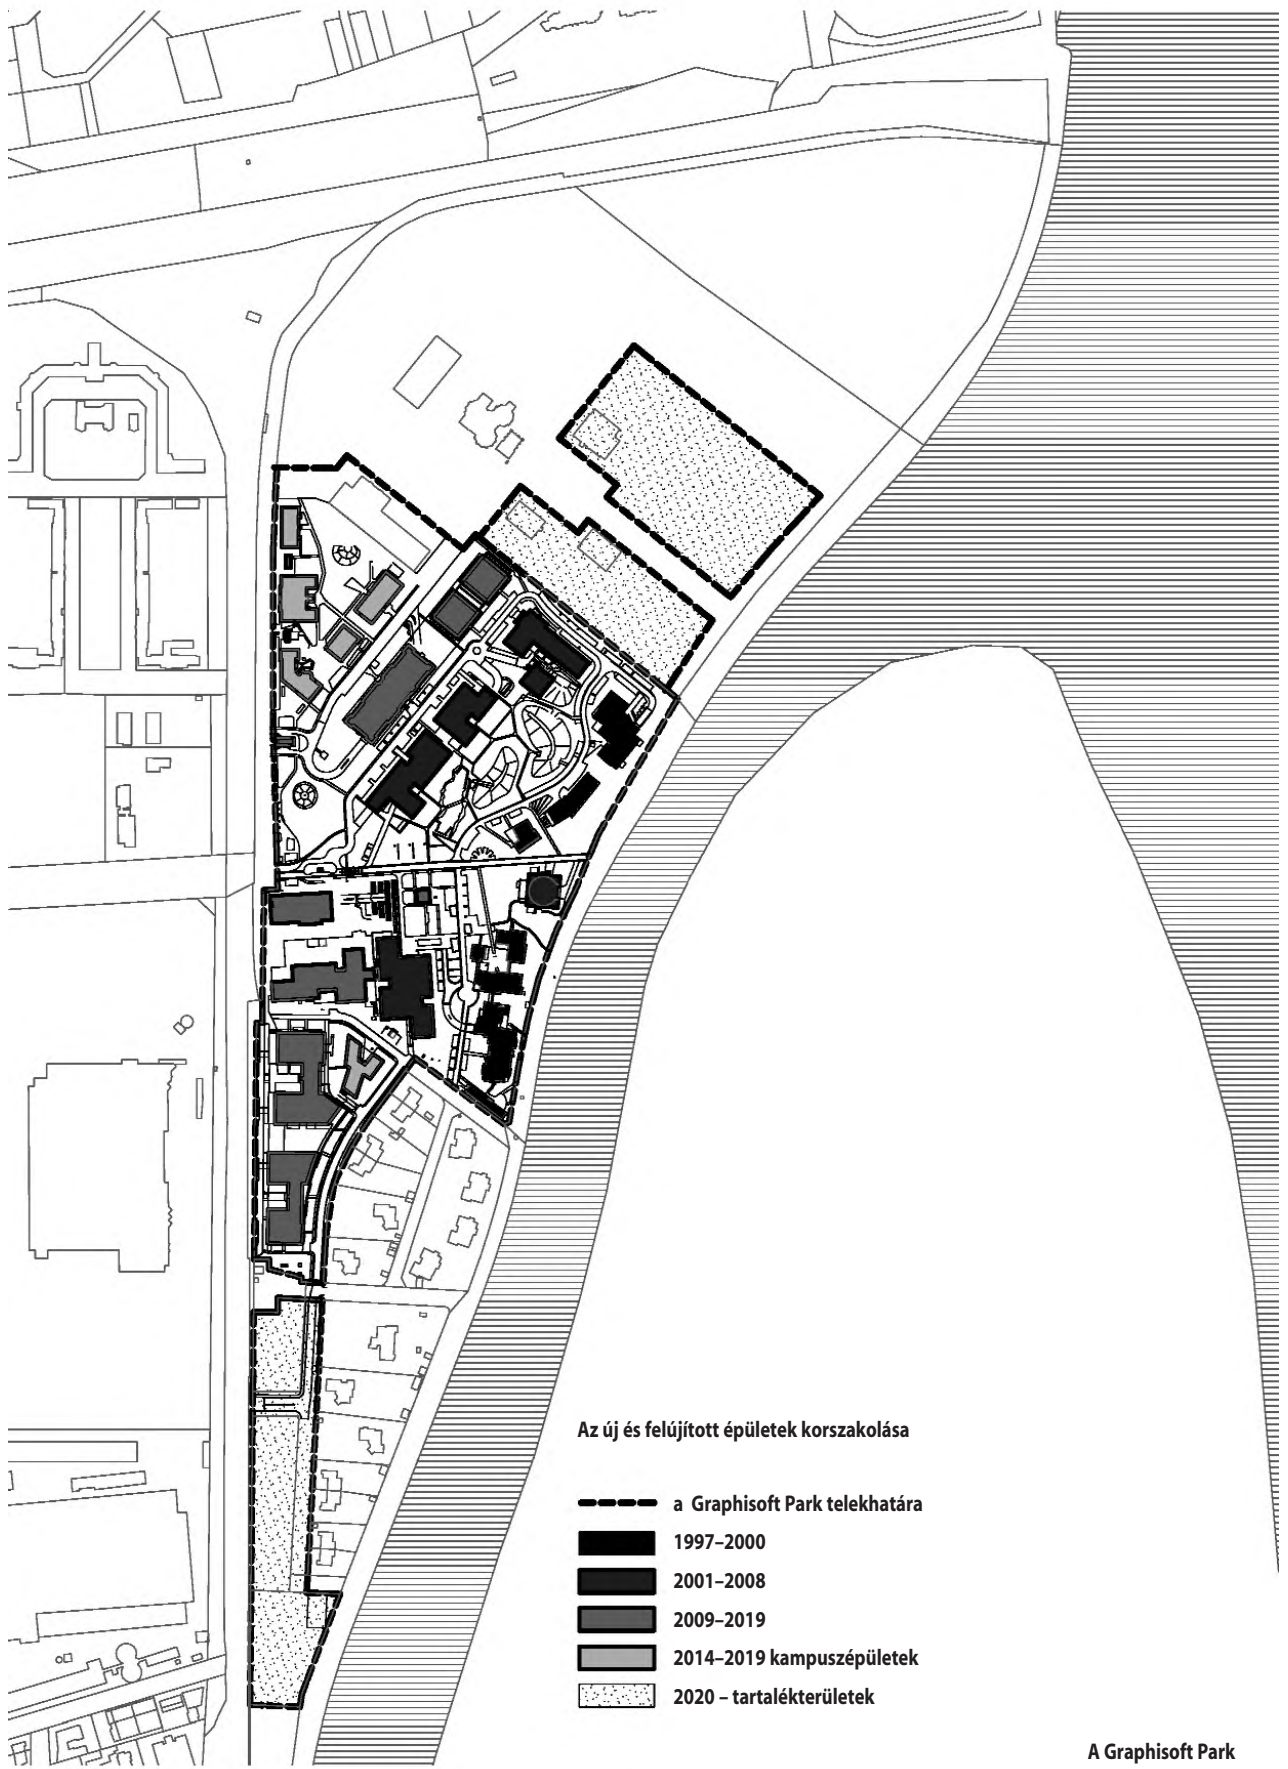 Az új és felújított épületek korszakolása
a Graphisoft Park telekhatára
1997–2000
2001–2008
2009–2019
2014–2019 kampuszépületek
2020 – tartalékterületek
A Graphisoft Park